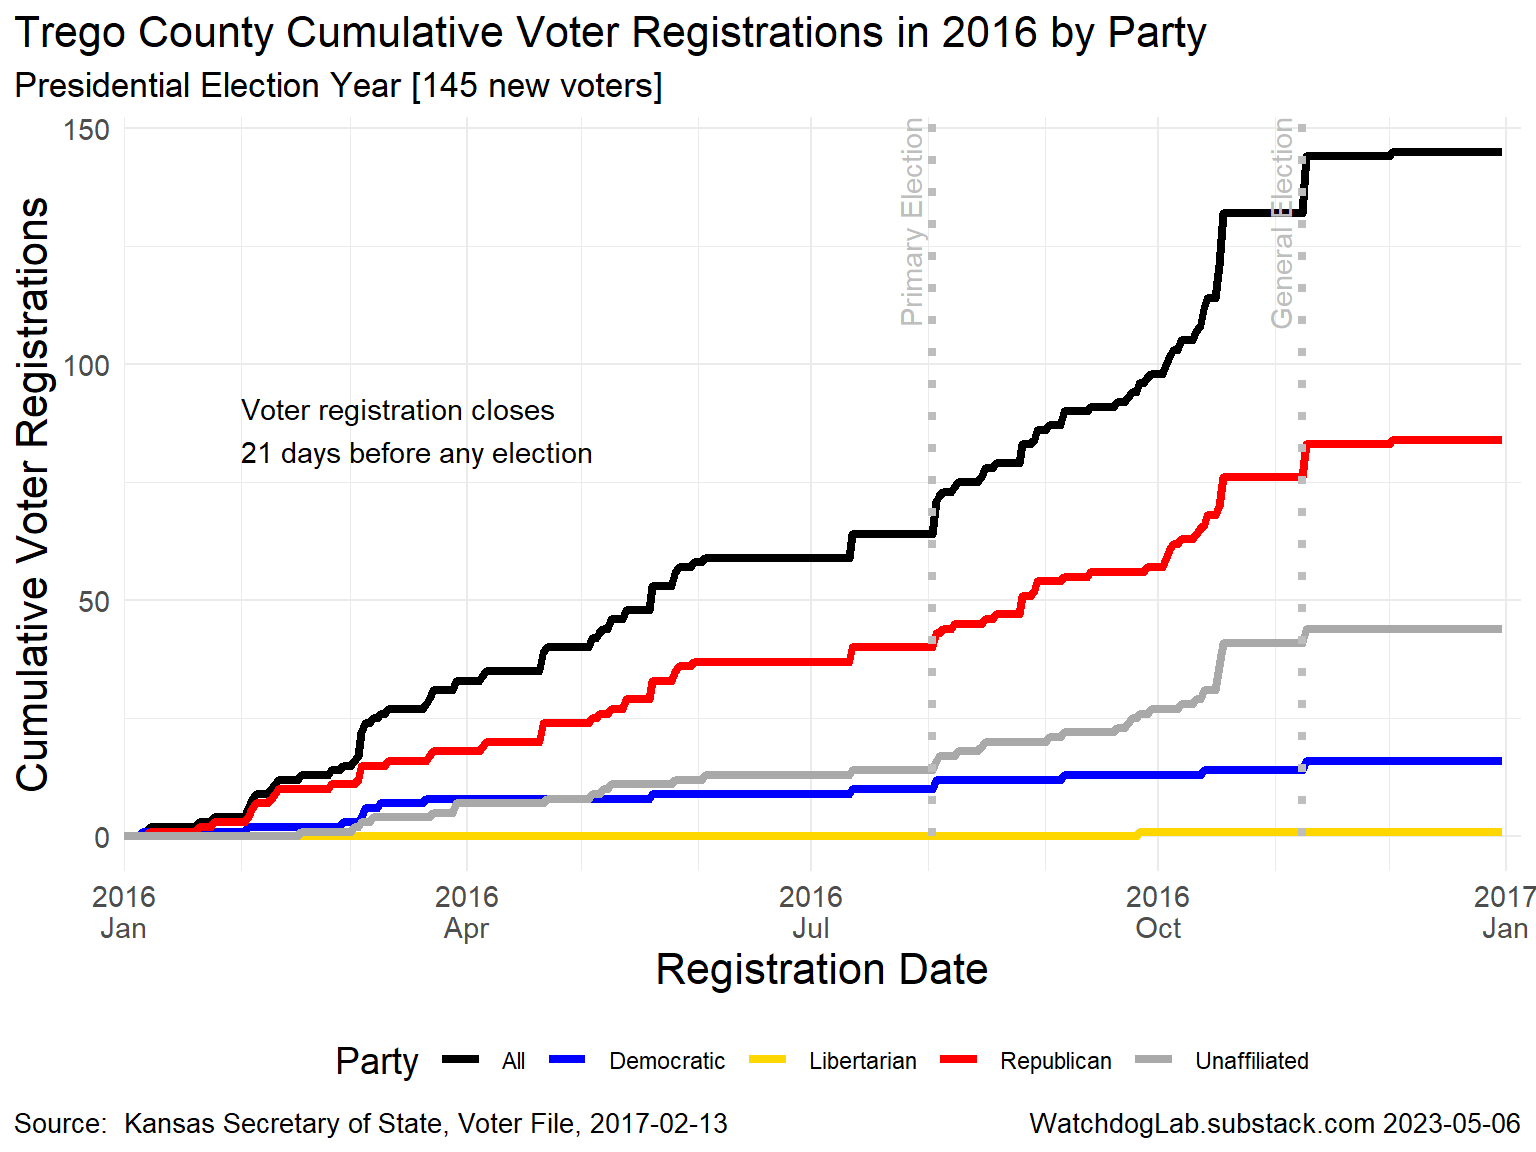 Trego County Cumulative Voter Registrations in 2016 by Party
Presidential Election Year [145 new voters]
Cumulative Voter Registrations
150
100
50
0
Primary Election
General Election
Voter registration closes
21 days before any election
2016 2016 2016 2016 2017
Jan Apr Jul Oct Jan
Registration Date
Party All Democratic Libertarian Republican Unaffiliated
Source:  Kansas Secretary of State, Voter File, 2017-02-13
WatchdogLab.substack.com 2023-05-06